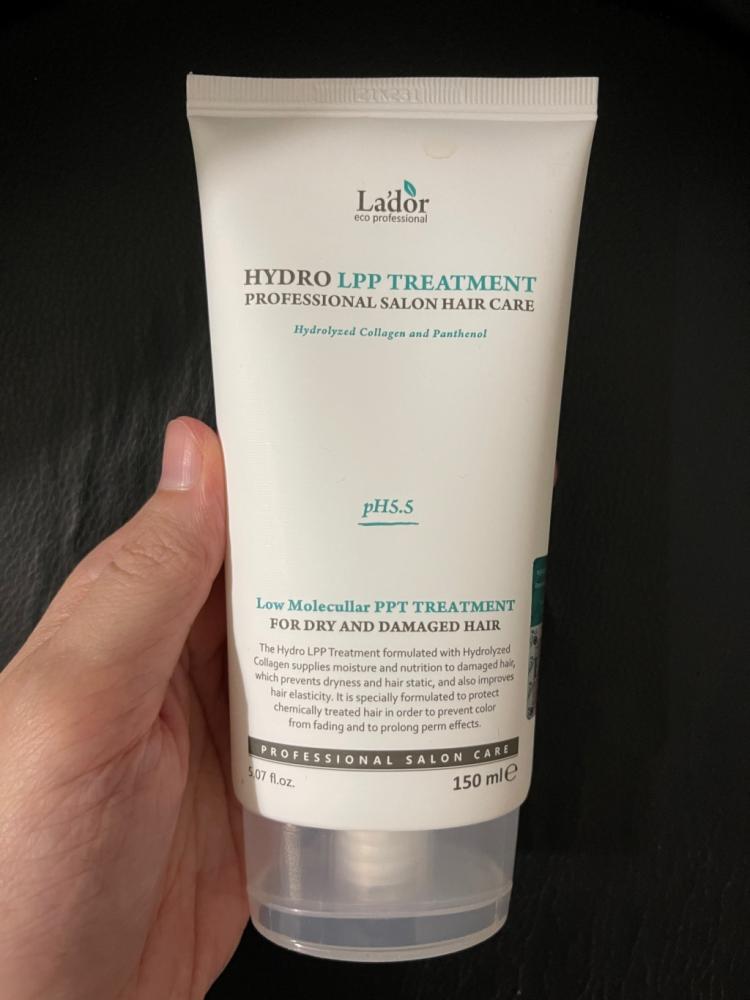 La'dor
eco professional
HYDRO LPP TREATMENT
PROFESSIONAL SALON HAIR CARE
Hydrolyzed Collagen and Panthenol
pH5.5
Low Molecullar PPT TREATMENT
FOR DRY AND DAMAGED HAIR
The Hydro LPP Treatment formulated with Hydrolyzed
Collagen supplies moisture and nutrition to damaged hair,
which prevents dryness and hair static, and also improves
hair elasticity. It is specially formulated to protect
chemically treated hair in order to prevent color
from fading and to prolong perm effects.
PROFESSIONAL SALON CARE
5.07 fl.oz.
150 ml℮